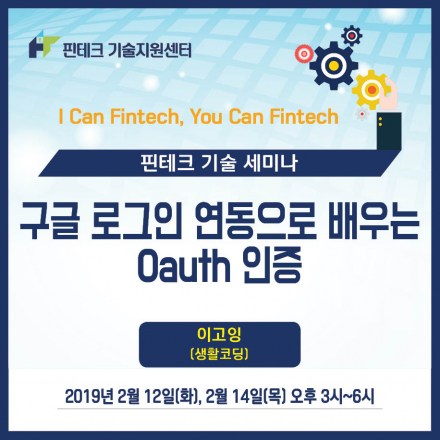 핀테크 기술지원센터
I Can Fintech, You Can Fintech
핀테크 기술 세미나
구글 로그인 연동으로 배우는
Oauth 인증
이고잉
(생활코딩)
2019년 2월 12일(화), 2월 14일(목) 오후 3시~6시